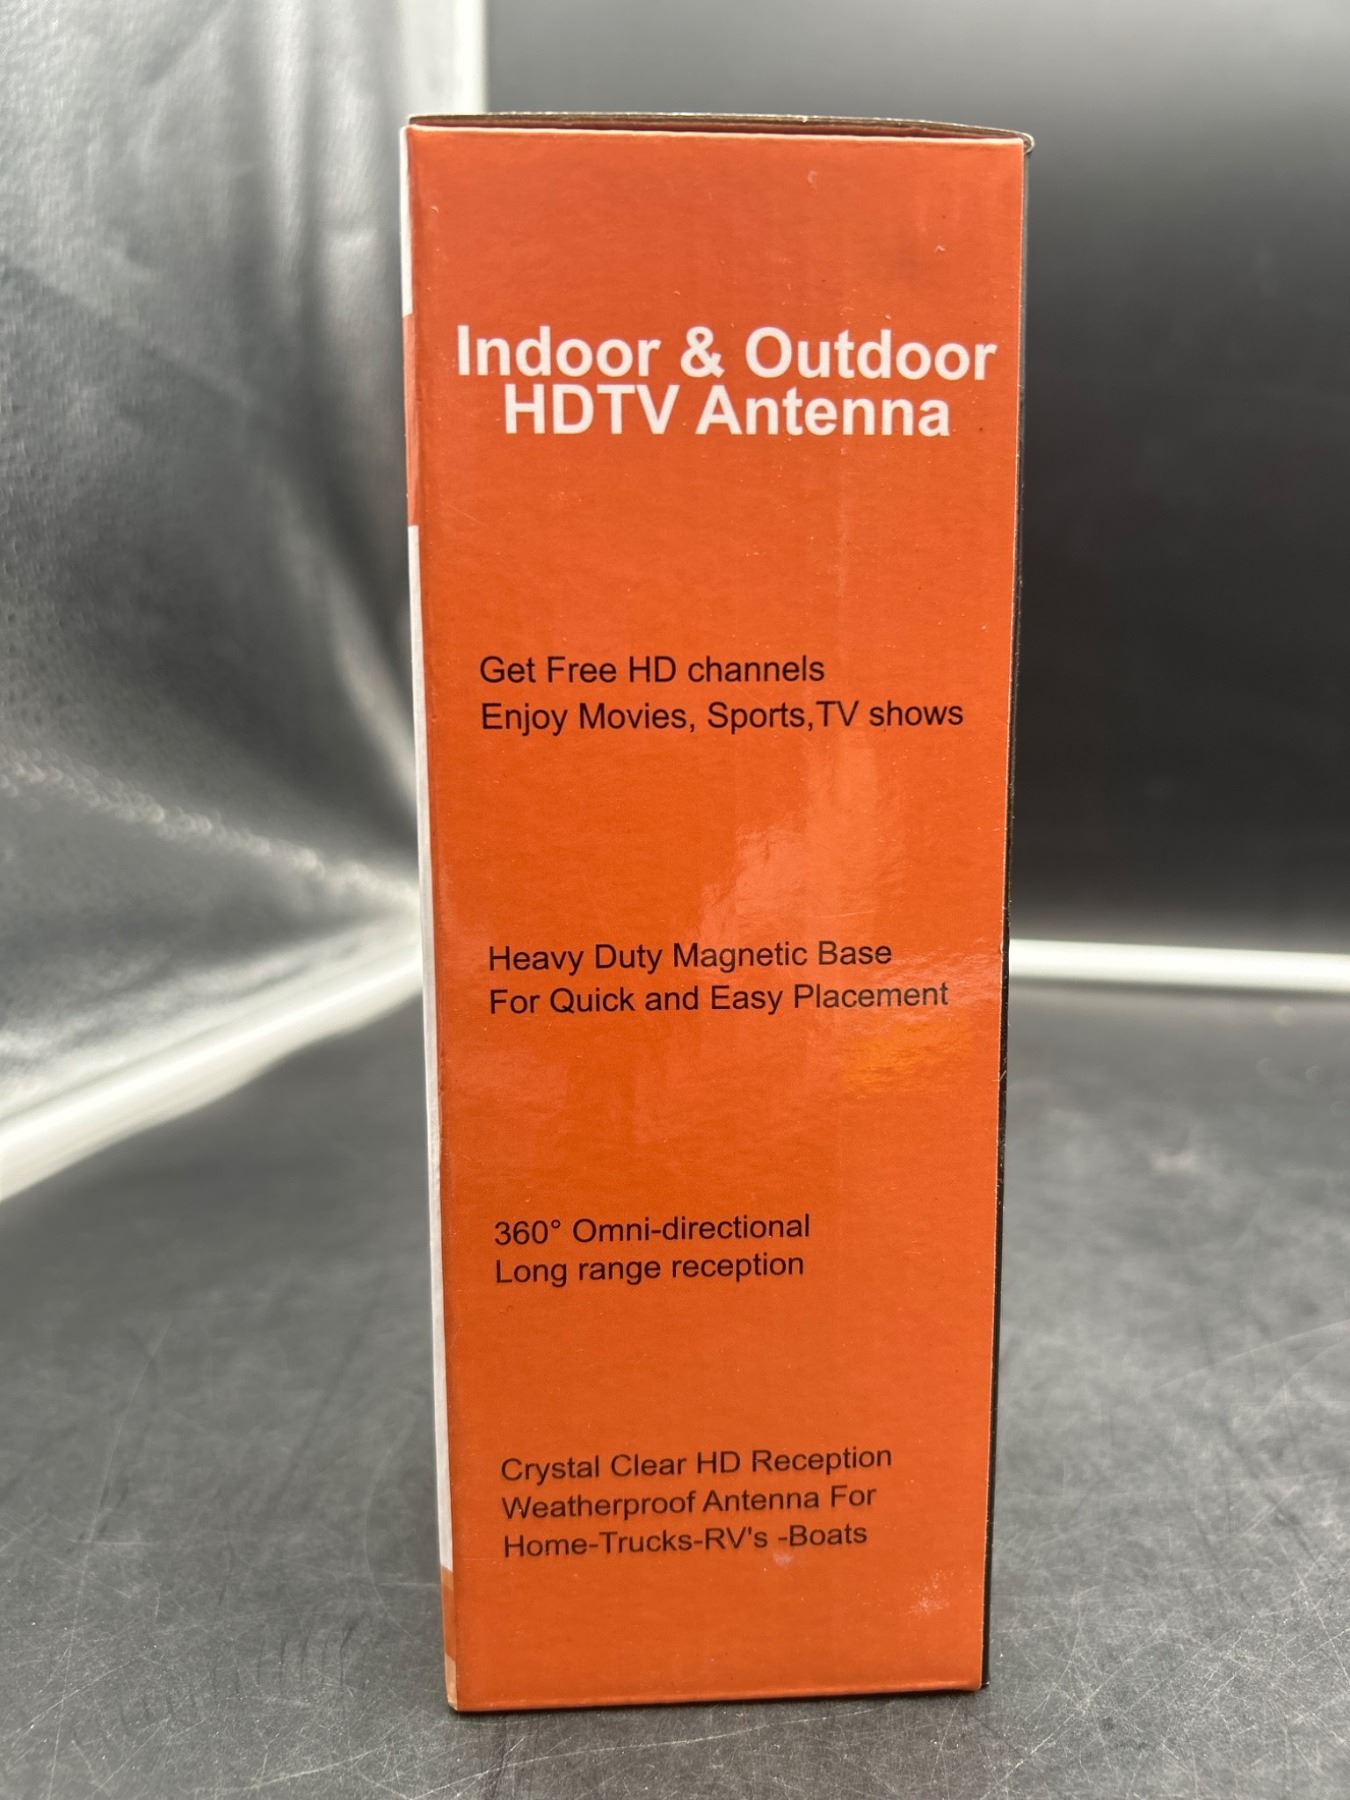 Indoor & Outdoor
HDTV Antenna
Get Free HD channels
Enjoy Movies, Sports,TV shows
Heavy Duty Magnetic Base
For Quick and Easy Placement
360° Omni-directional
Long range reception
Crystal Clear HD Reception
Weatherproof Antenna For
Home-Trucks-RV's -Boats